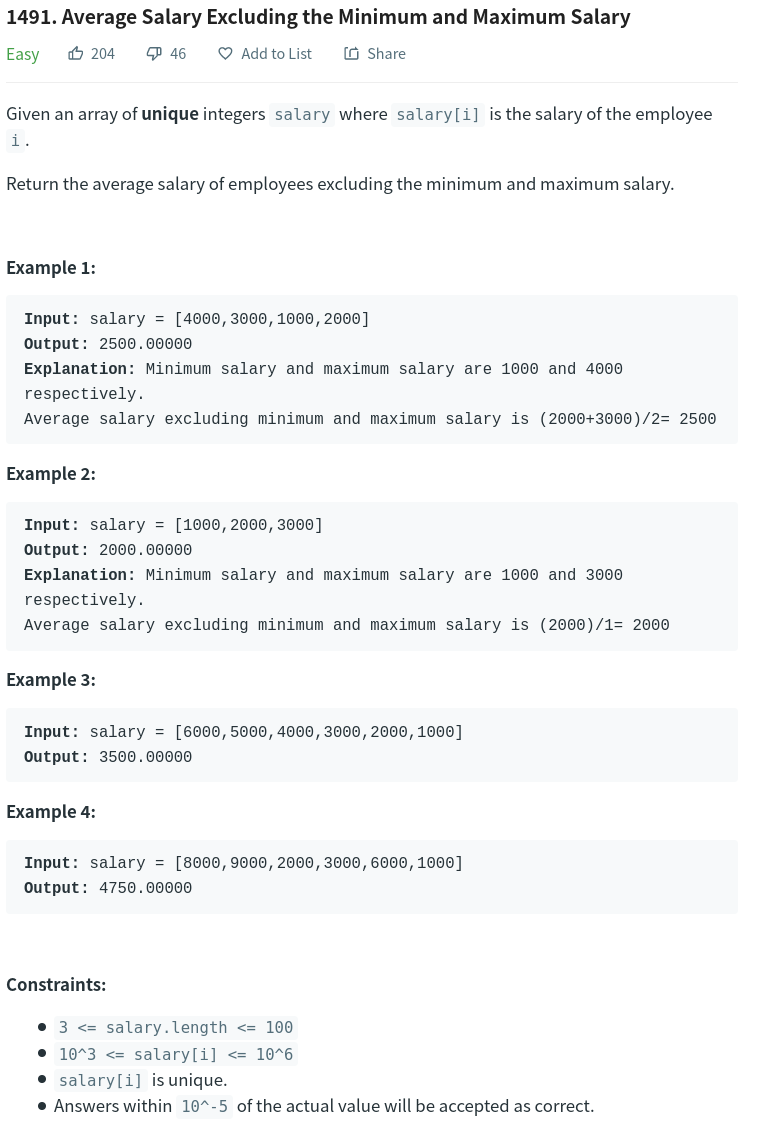 1491. Average Salary Excluding the Minimum and Maximum Salary
Easy 204 46 Add to List Share
Given an array of unique integers salary where salary[i] is the salary of the employee
i .
Return the average salary of employees excluding the minimum and maximum salary.
Example 1:
Input: salary = [4000,3000,1000,2000]
Output: 2500.00000
Explanation: Minimum salary and maximum salary are 1000 and 4000
respectively.
Average salary excluding minimum and maximum salary is (2000+3000)/2= 2500
Example 2:
Input: salary = [1000,2000,3000]
Output: 2000.00000
Explanation: Minimum salary and maximum salary are 1000 and 3000
respectively.
Average salary excluding minimum and maximum salary is (2000)/1= 2000
Example 3:
Input: salary = [6000,5000,4000,3000,2000,1000]
Output: 3500.00000
Example 4:
Input: salary = [8000,9000,2000,3000,6000,1000]
Output: 4750.00000
Constraints:
3 <= salary.length <= 100
10^3 <= salary[i] <= 10^6
salary[i] is unique.
Answers within 10^-5 of the actual value will be accepted as correct.